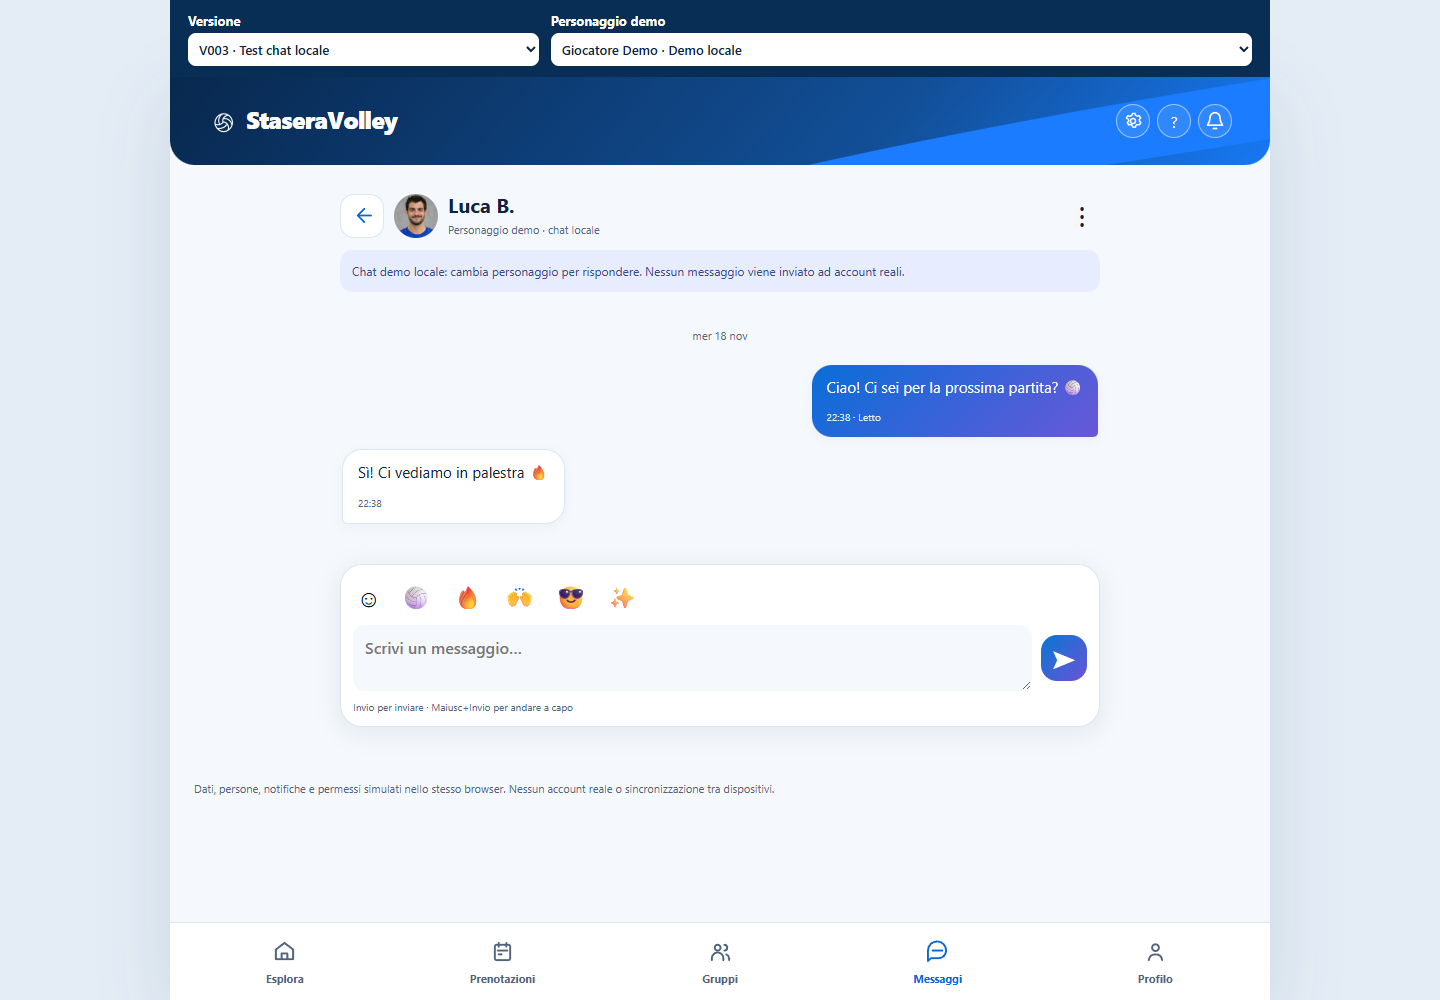 Versione
Personaggio demo
V003 · Test chat locale
Giocatore Demo · Demo locale
StaseraVolley
?
Luca B.
Personaggio demo · chat locale
Chat demo locale: cambia personaggio per rispondere. Nessun messaggio viene inviato ad account reali.
mer 18 nov
Ciao! Ci sei per la prossima partita? 🏐
22:38 · Letto
Sì! Ci vediamo in palestra 🔥
22:38
☺ 🏐 🔥 🙌 😎 ✨
Scrivi un messaggio...
Invio per inviare · Maiusc+Invio per andare a capo
Dati, persone, notifiche e permessi simulati nello stesso browser. Nessun account reale o sincronizzazione tra dispositivi.
Esplora
Prenotazioni
Gruppi
Messaggi
Profilo